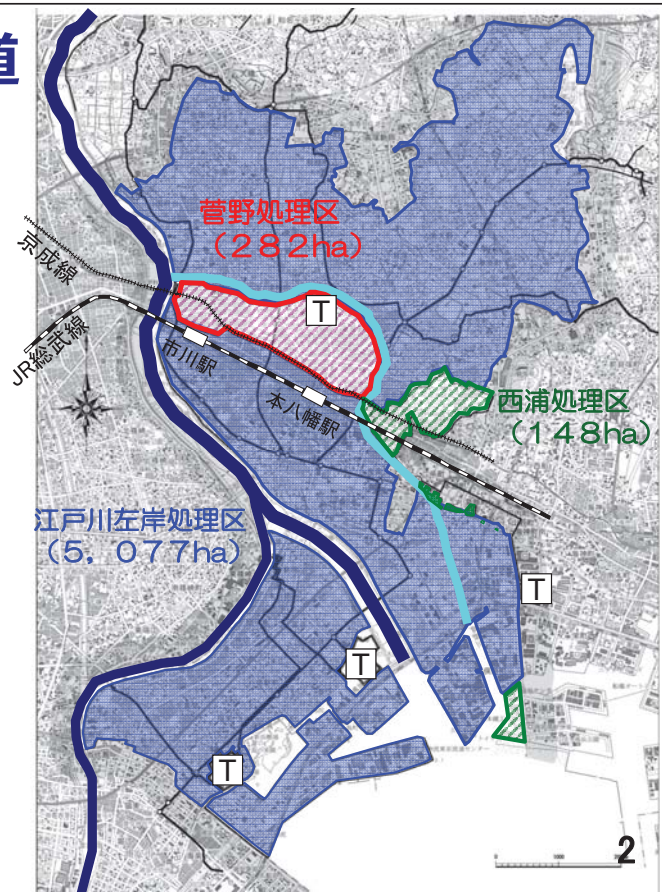 道
菅野処理区
(282ha)
京成線
T
JR総武線
市川駅
本八幡駅
西浦処理区
(148ha)
江戸川左岸処理区
(5,077ha)
T
T
T
2